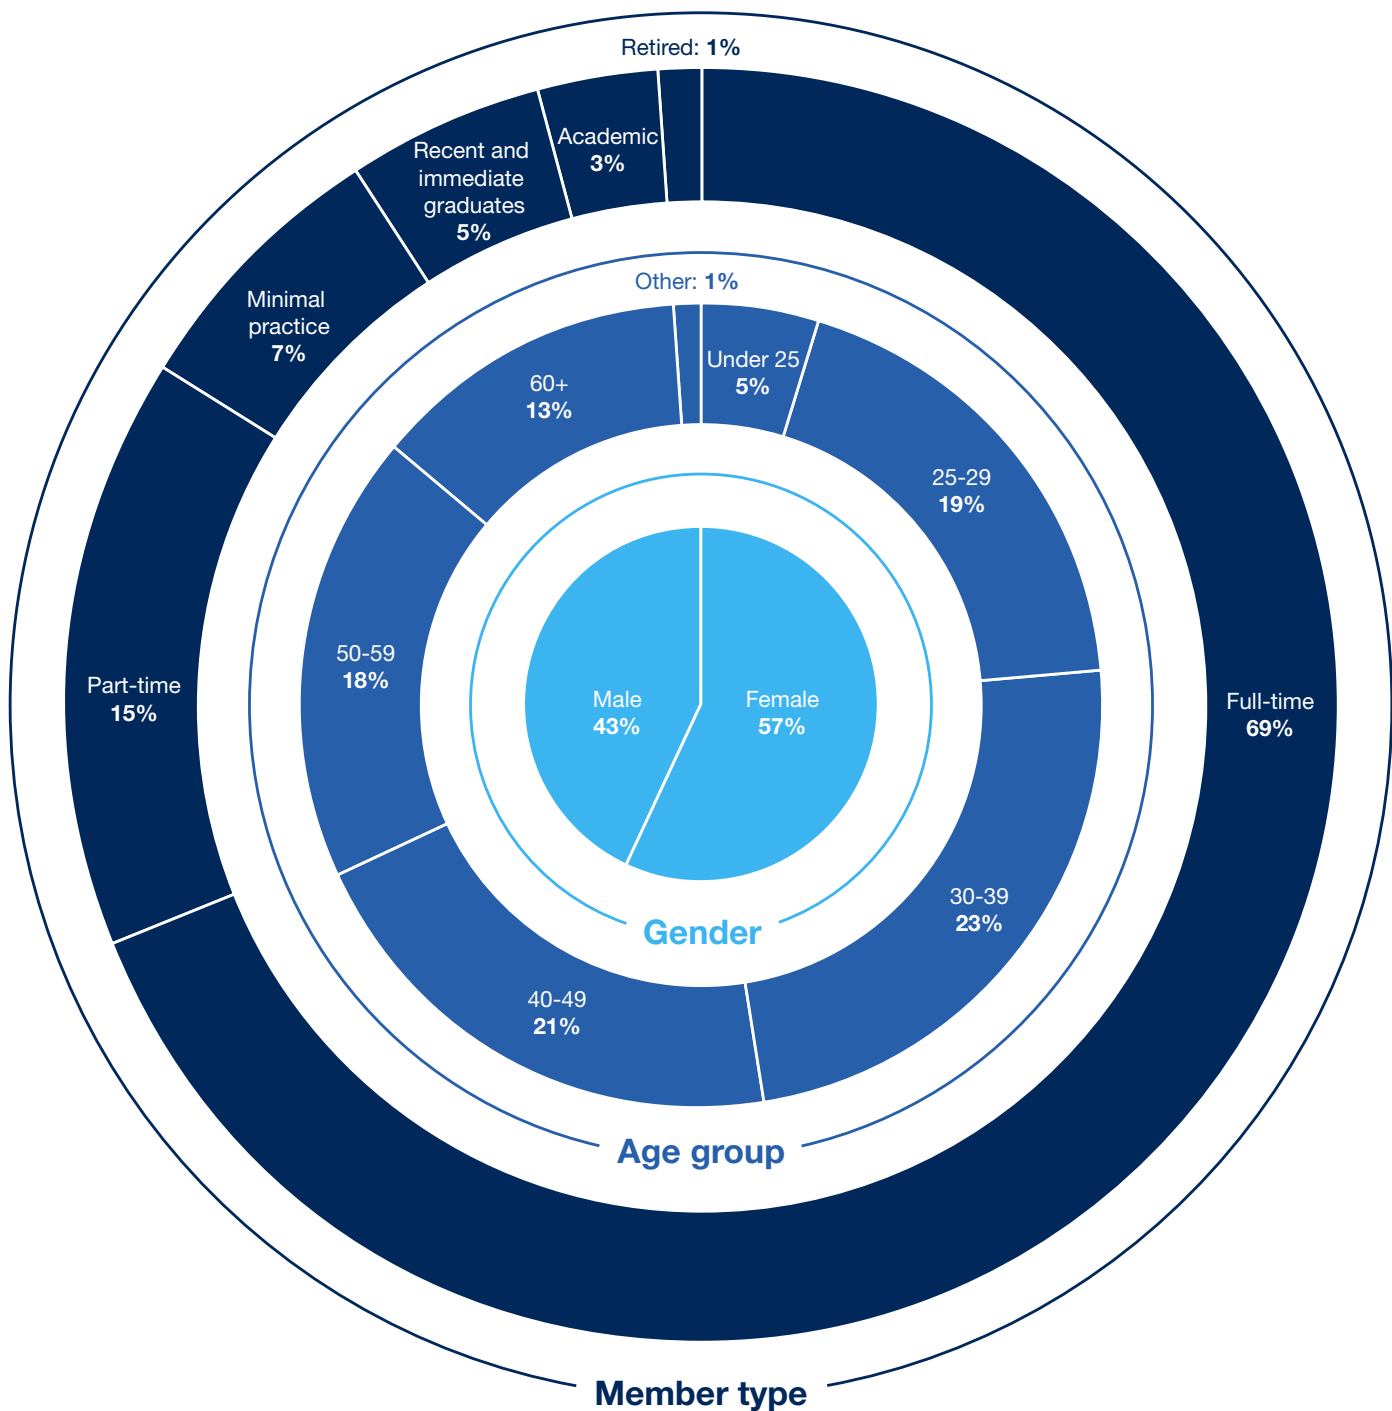 Retired: 1%
Academic
3%
Recent and
immediate
graduates
5%
Minimal
practice
7%
Part-time
15%
Full-time
69%
Other: 1%
Under 25
5%
25-29
19%
30-39
23%
40-49
21%
50-59
18%
60+
13%
Male
43%
Female
57%
Gender
Age group
Member type